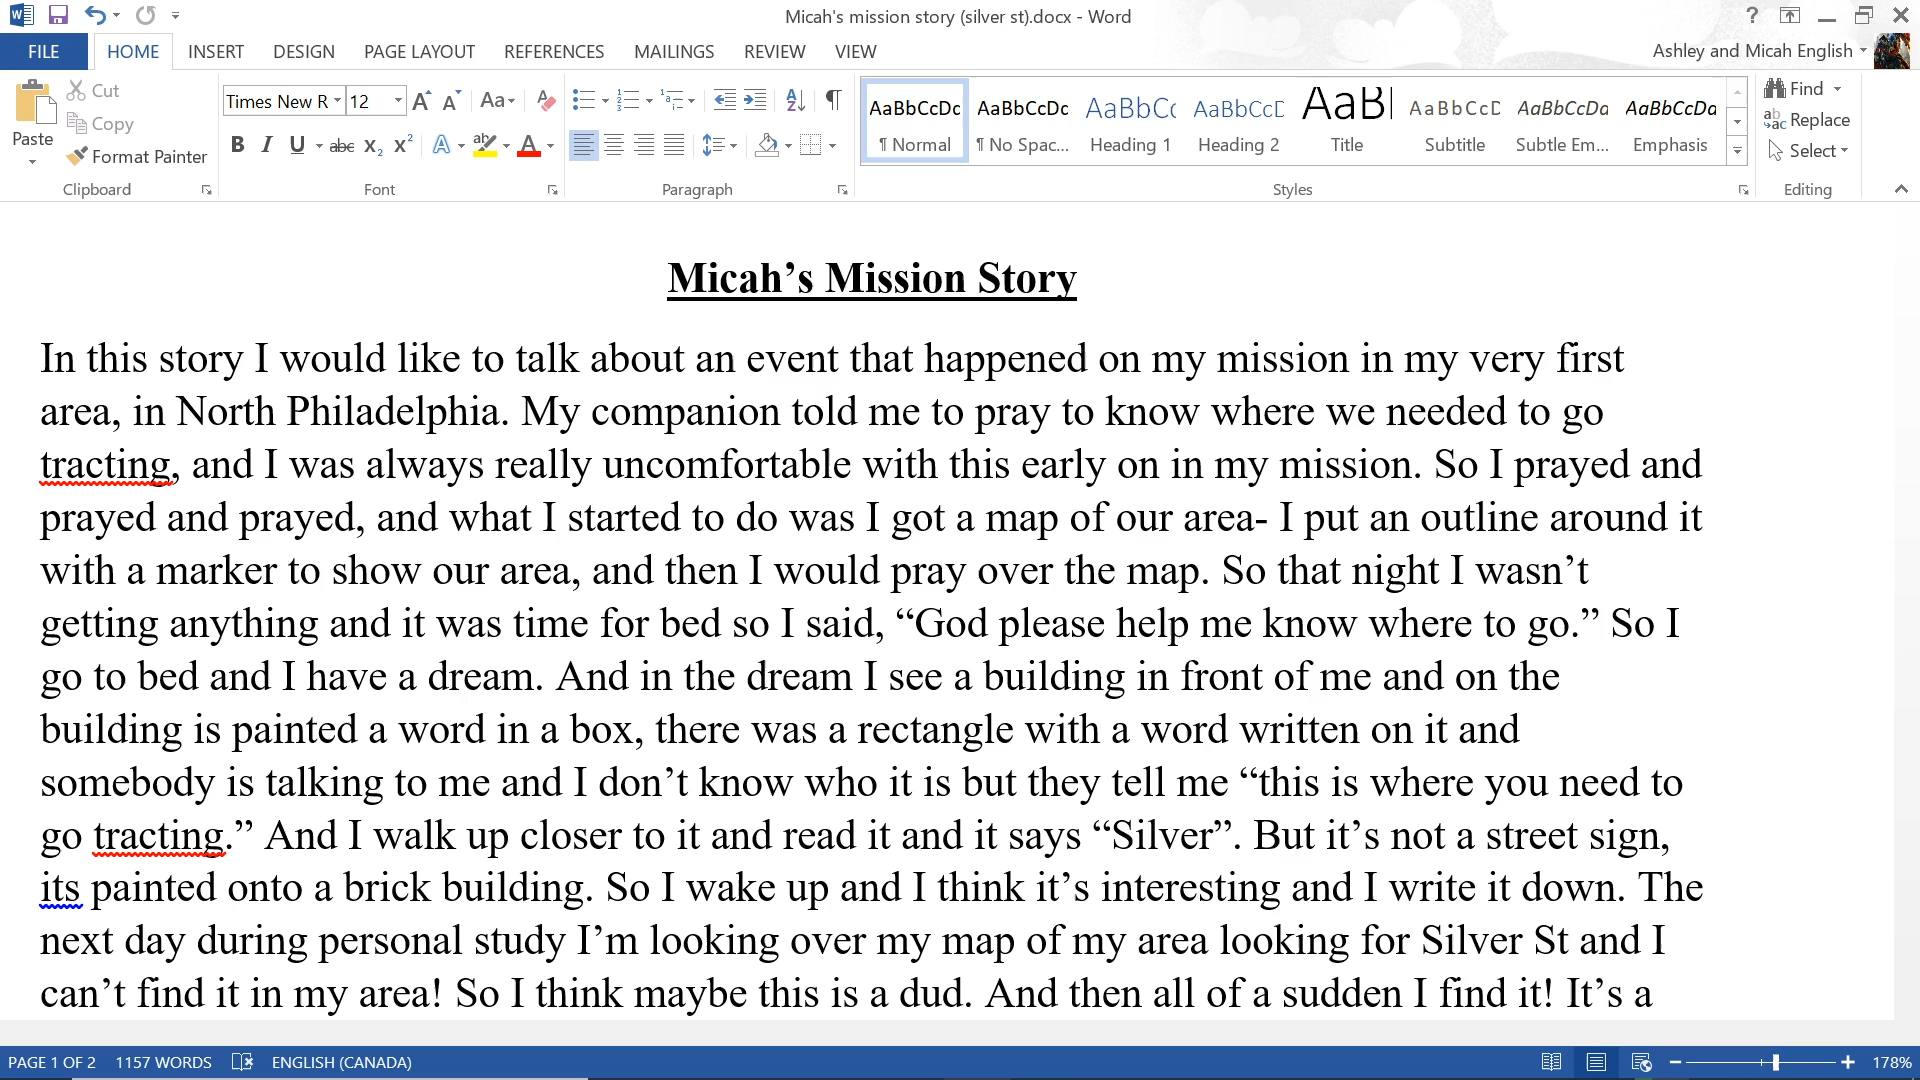 Micah's mission story (silver st).docx - Word
?
FILE HOME INSERT DESIGN PAGE LAYOUT REFERENCES MAILINGS REVIEW VIEW
Ashley and Micah English
Paste
Cut
Copy
Format Painter
Clipboard
Times New R 12
Font
Paragraph
AaBbCcDc AaBbCcDc AaBbCc AaBbCcD AaBl AaBbCcD AaBbCcDa AaBbCcDa
¶ Normal ¶ No Spac... Heading 1 Heading 2 Title Subtitle Subtle Em... Emphasis
Styles
Find
Replace
Select
Editing
Micah’s Mission Story
In this story I would like to talk about an event that happened on my mission in my very first
area, in North Philadelphia. My companion told me to pray to know where we needed to go
tracting, and I was always really uncomfortable with this early on in my mission. So I prayed and
prayed and prayed, and what I started to do was I got a map of our area- I put an outline around it
with a marker to show our area, and then I would pray over the map. So that night I wasn’t
getting anything and it was time for bed so I said, “God please help me know where to go.” So I
go to bed and I have a dream. And in the dream I see a building in front of me and on the
building is painted a word in a box, there was a rectangle with a word written on it and
somebody is talking to me and I don’t know who it is but they tell me “this is where you need to
go tracting.” And I walk up closer to it and read it and it says “Silver”. But it’s not a street sign,
its painted onto a brick building. So I wake up and I think it’s interesting and I write it down. The
next day during personal study I’m looking over my map of my area looking for Silver St and I
can’t find it in my area! So I think maybe this is a dud. And then all of a sudden I find it! It’s a
PAGE 1 OF 2 1157 WORDS ENGLISH (CANADA) 178%